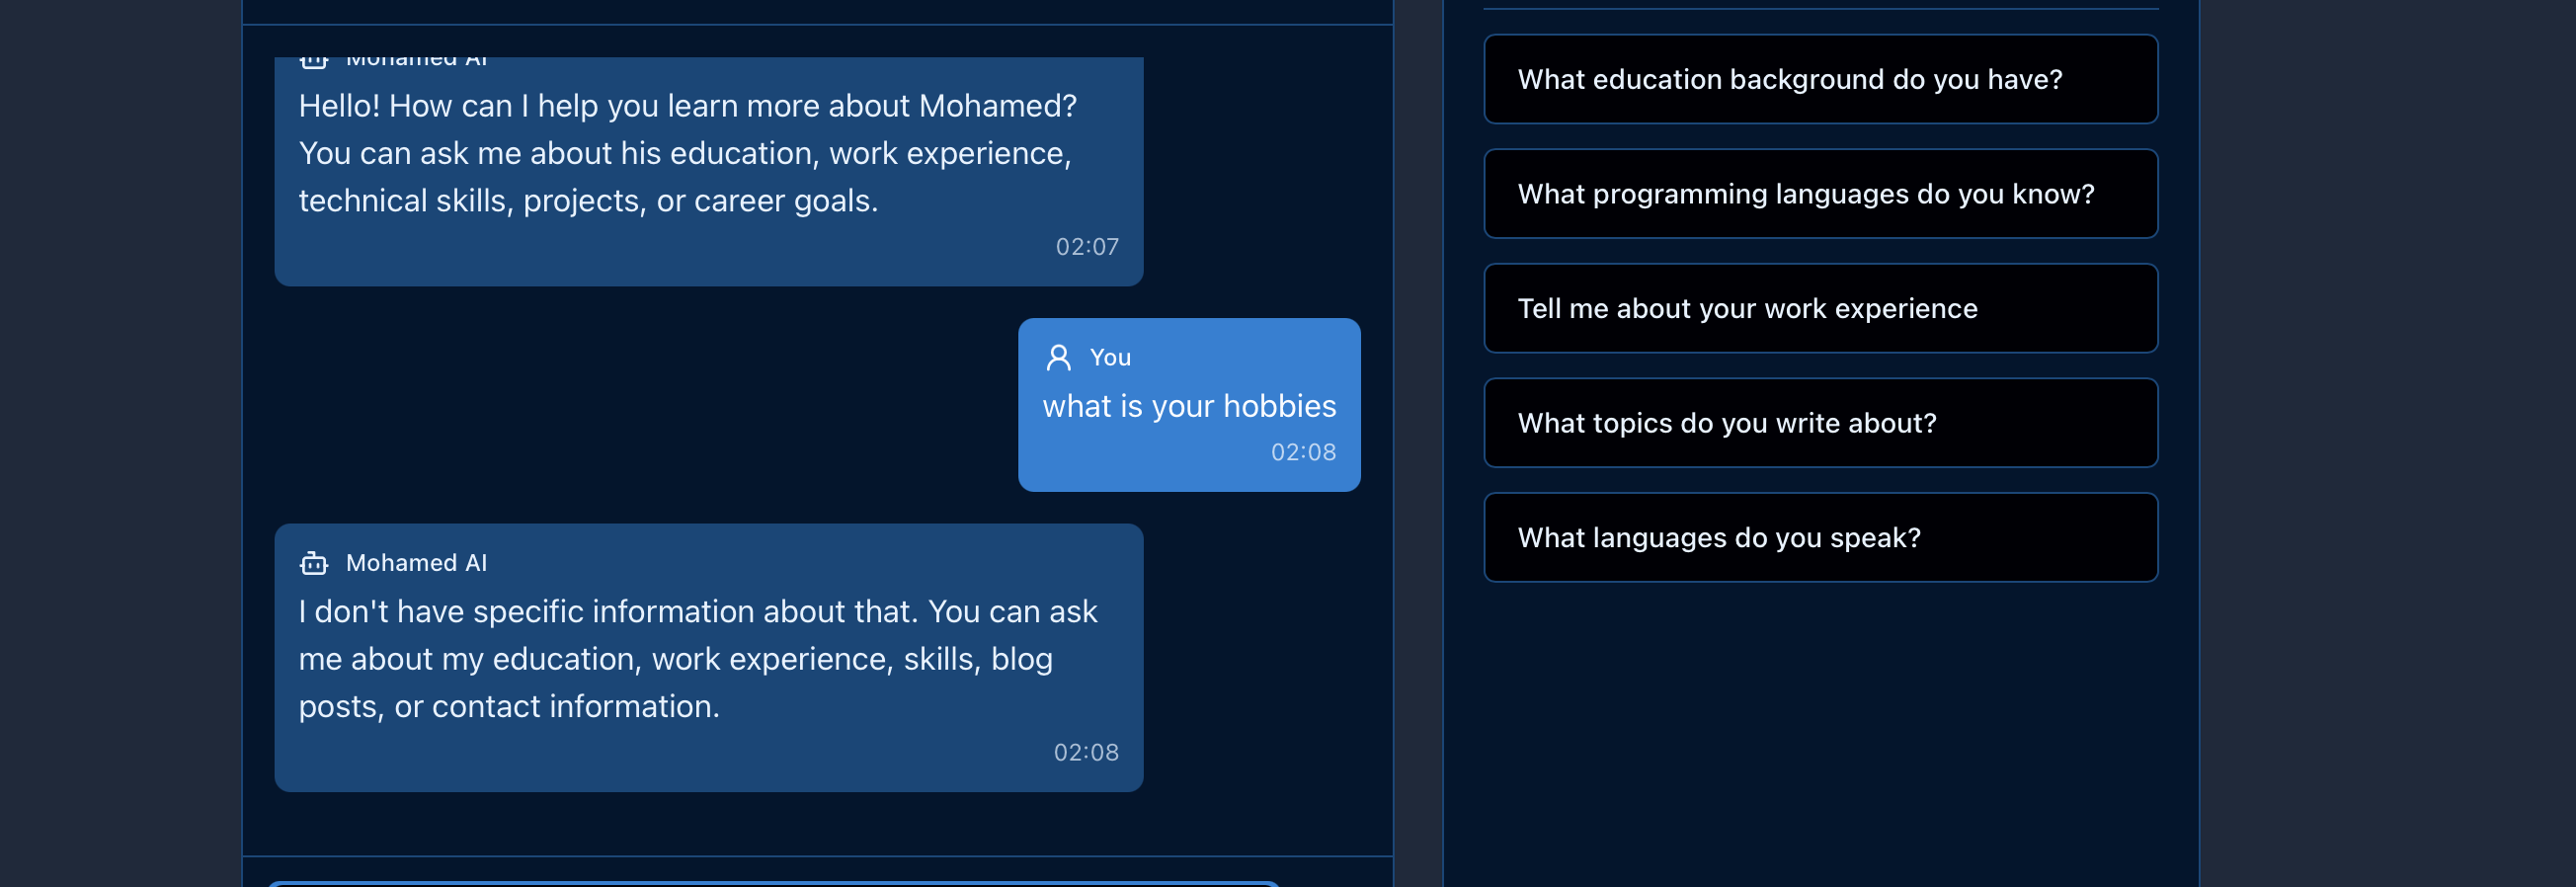 Mohamed AI
Hello! How can I help you learn more about Mohamed?
You can ask me about his education, work experience,
technical skills, projects, or career goals.
02:07
You
what is your hobbies
02:08
Mohamed AI
I don't have specific information about that. You can ask
me about my education, work experience, skills, blog
posts, or contact information.
02:08
What education background do you have?
What programming languages do you know?
Tell me about your work experience
What topics do you write about?
What languages do you speak?